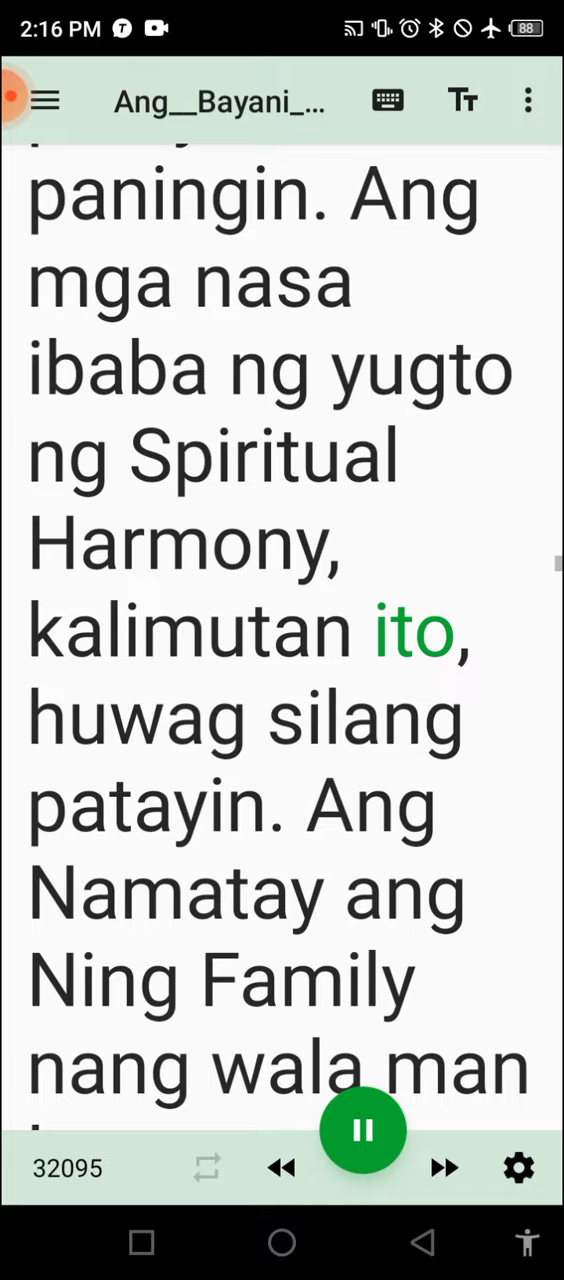 2:16 PM
88
Ang__Bayani_...
paningin. Ang
mga nasa
ibaba ng yugto
ng Spiritual
Harmony,
kalimutan ito,
huwag silang
patayin. Ang
Namatay ang
Ning Family
nang wala man
32095